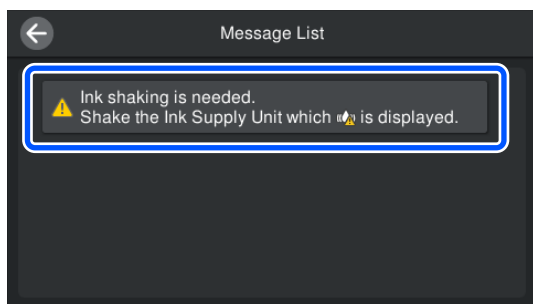 Message List
Ink shaking is needed.
Shake the Ink Supply Unit which is displayed.